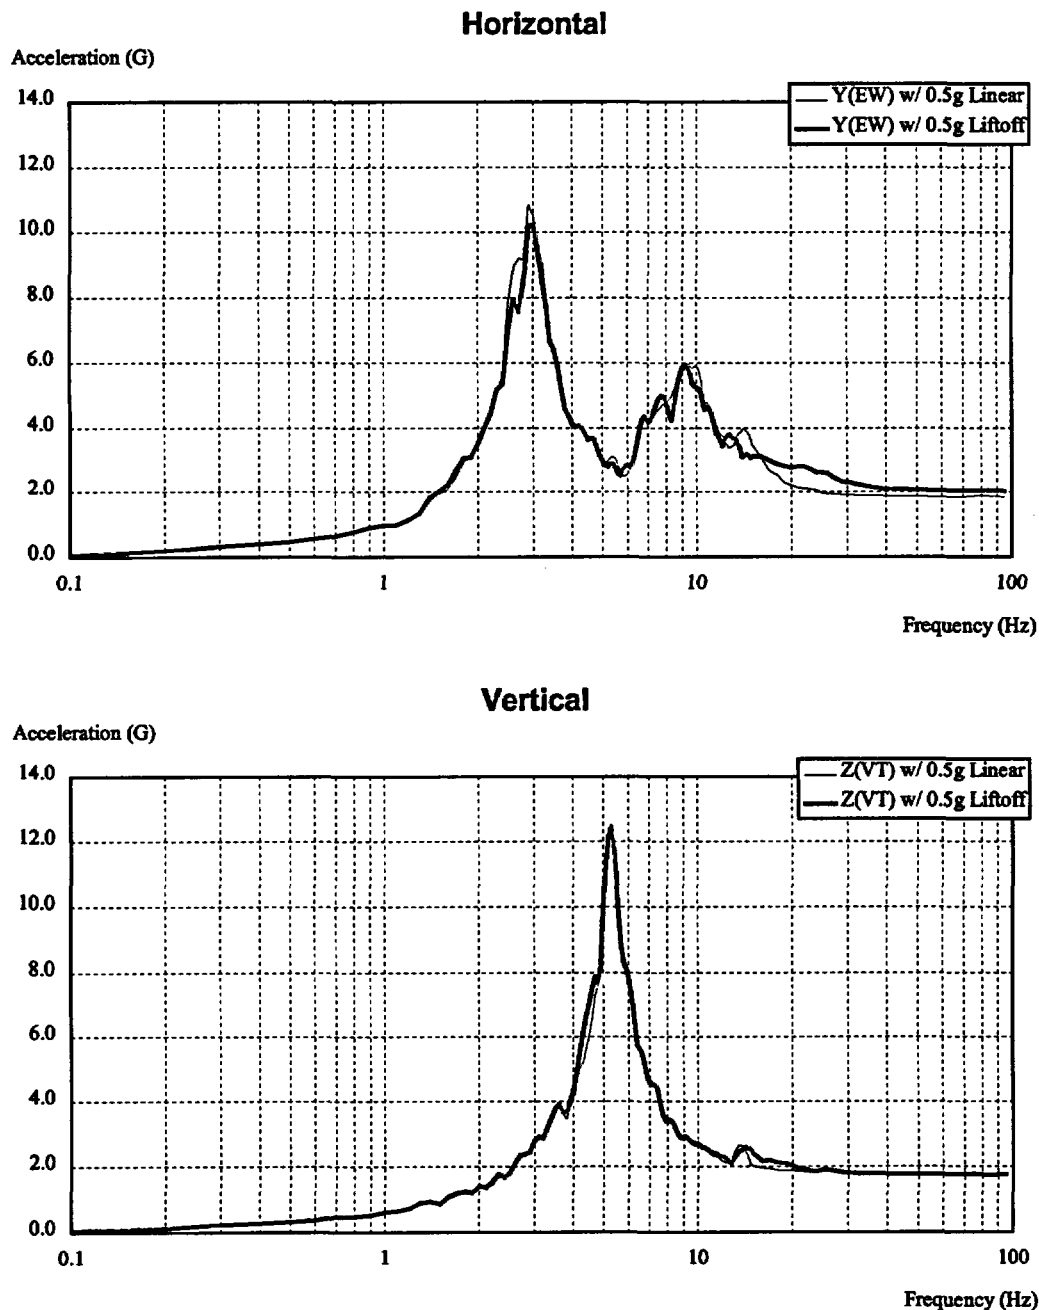 Horizontal
Acceleration (G)
14.0
Y(EW) w/ 0.5g Linear
Y(EW) w/ 0.5g Liftoff
12.0
10.0
8.0
6.0
4.0
2.0
0.0
0.1 1 10 100
Frequency (Hz)
Vertical
Acceleration (G)
14.0
Z(VT) w/ 0.5g Linear
Z(VT) w/ 0.5g Liftoff
12.0
10.0
8.0
6.0
4.0
2.0
0.0
0.1 1 10 100
Frequency (Hz)